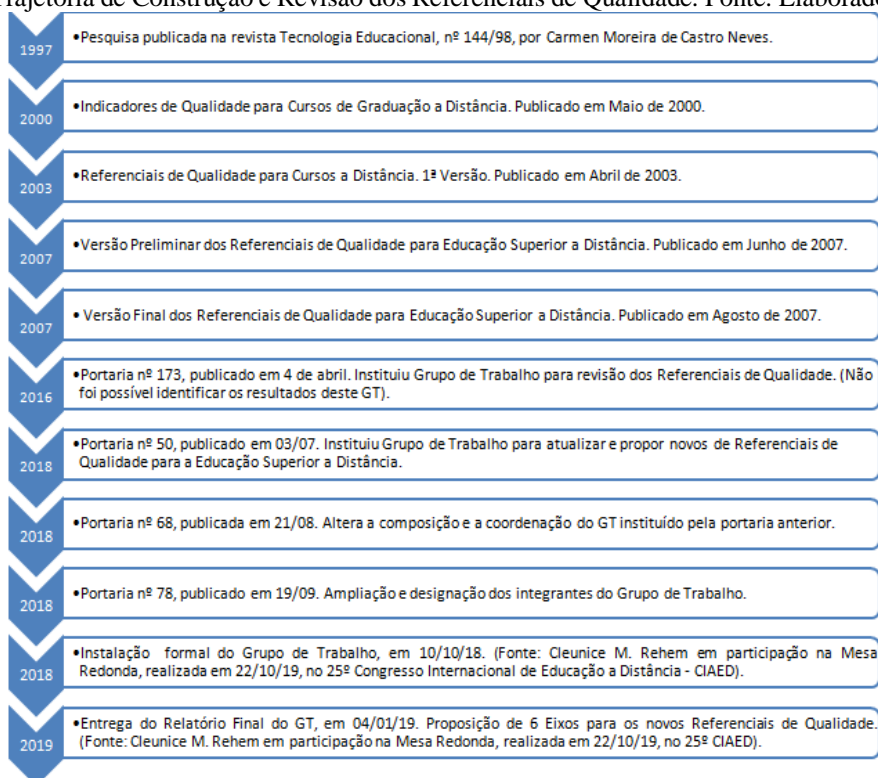 Trajetória de Construção e Revisão dos Referenciais de Qualidade. Fonte: Elaborado
1997
•Pesquisa publicada na revista Tecnologia Educacional, nº 144/98, por Carmen Moreira de Castro Neves.
2000
•Indicadores de Qualidade para Cursos de Graduação a Distância. Publicado em Maio de 2000.
2003
•Referenciais de Qualidade para Cursos a Distância. 1ª Versão. Publicado em Abril de 2003.
2007
•Versão Preliminar dos Referenciais de Qualidade para Educação Superior a Distância. Publicado em Junho de 2007.
2007
• Versão Final dos Referenciais de Qualidade para Educação Superior a Distância. Publicado em Agosto de 2007.
2016
•Portaria nº 173, publicado em 4 de abril. Instituiu Grupo de Trabalho para revisão dos Referenciais de Qualidade. (Não
foi possível identificar os resultados deste GT).
2018
•Portaria nº 50, publicado em 03/07. Instituiu Grupo de Trabalho para atualizar e propor novos de Referenciais de
Qualidade para a Educação Superior a Distância.
2018
•Portaria nº 68, publicada em 21/08. Altera a composição e a coordenação do GT instituído pela portaria anterior.
2018
•Portaria nº 78, publicado em 19/09. Ampliação e designação dos integrantes do Grupo de Trabalho.
2018
•Instalação formal do Grupo de Trabalho, em 10/10/18. (Fonte: Cleunice M. Rehem em participação na Mesa
Redonda, realizada em 22/10/19, no 25º Congresso Internacional de Educação a Distância - CIAED).
2019
•Entrega do Relatório Final do GT, em 04/01/19. Proposição de 6 Eixos para os novos Referenciais de Qualidade.
(Fonte: Cleunice M. Rehem em participação na Mesa Redonda, realizada em 22/10/19, no 25º CIAED).